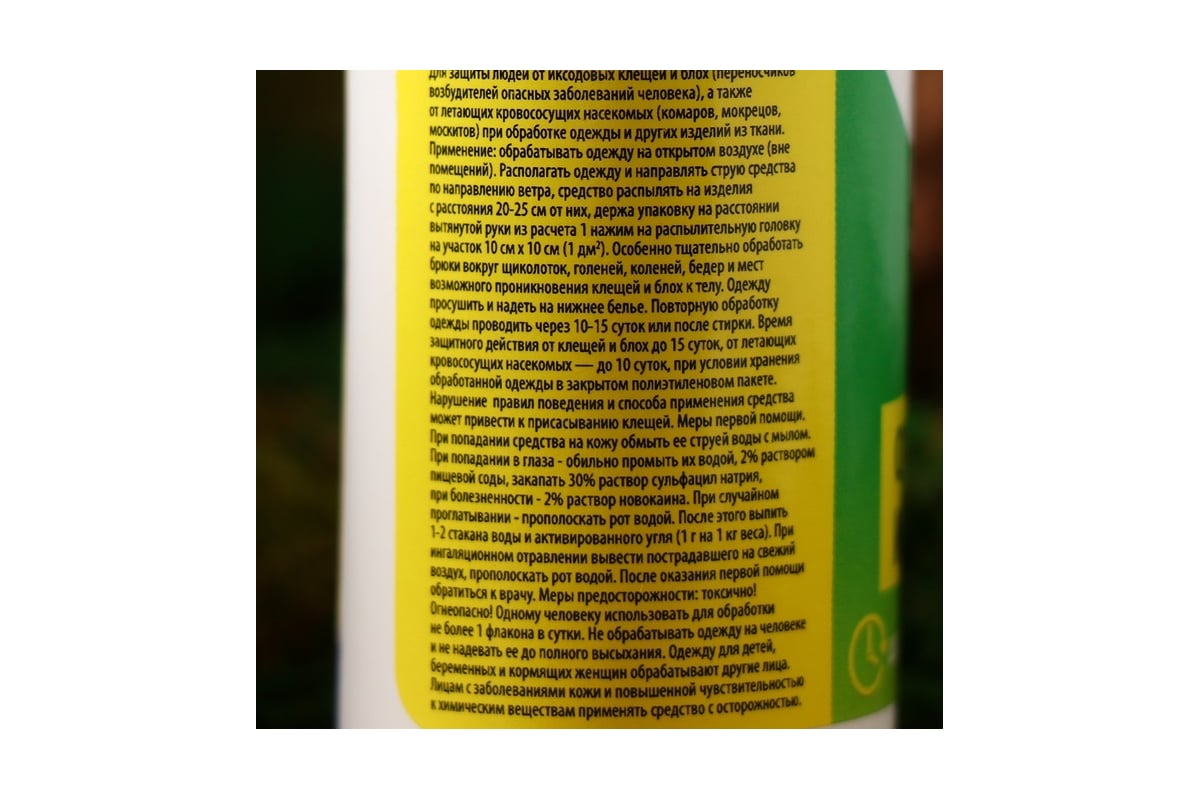 для защиты людей от иксодовых клещей и блох (переносчиков
возбудителей опасных заболеваний человека), а также
от летающих кровососущих насекомых (комаров, мокрецов,
москитов) при обработке одежды и других изделий из ткани.
Применение: обрабатывать одежду на открытом воздухе (вне
помещений). Располагать одежду и направлять струю средства
по направлению ветра, средство распылять на изделия
с расстояния 20-25 см от них, держа упаковку на расстоянии
вытянутой руки из расчета 1 нажим на распылительную головку
на участок 10 см х 10 см (1 дм²). Особенно тщательно обработать
брюки вокруг щиколоток, голеней, коленей, бедер и мест
возможного проникновения клещей и блох к телу. Одежду
просушить и надеть на нижнее белье. Повторную обработку
одежды проводить через 10-15 суток или после стирки. Время
защитного действия от клещей и блох до 15 суток, от летающих
кровососущих насекомых — до 10 суток, при условии хранения
обработанной одежды в закрытом полиэтиленовом пакете.
Нарушение правил поведения и способа применения средства
может привести к присасыванию клещей. Меры первой помощи.
При попадании средства на кожу обмыть ее струей воды с мылом.
При попадании в глаза - обильно промыть их водой, 2% раствором
пищевой соды, закапать 30% раствор сульфацил натрия,
при болезненности - 2% раствор новокаина. При случайном
проглатывании - прополоскать рот водой. После этого выпить
1-2 стакана воды и активированного угля (1 г на 1 кг веса). При
ингаляционном отравлении вывести пострадавшего на свежий
воздух, прополоскать рот водой. После оказания первой помощи
обратиться к врачу. Меры предосторожности: токсично!
Огнеопасно! Одному человеку использовать для обработки
не более 1 флакона в сутки. Не обрабатывать одежду на человеке
и не надевать ее до полного высыхания. Одежду для детей,
беременных и кормящих женщин обрабатывают другие лица.
Лицам с заболеваниями кожи и повышенной чувствительностью
к химическим веществам применять средство с осторожностью.